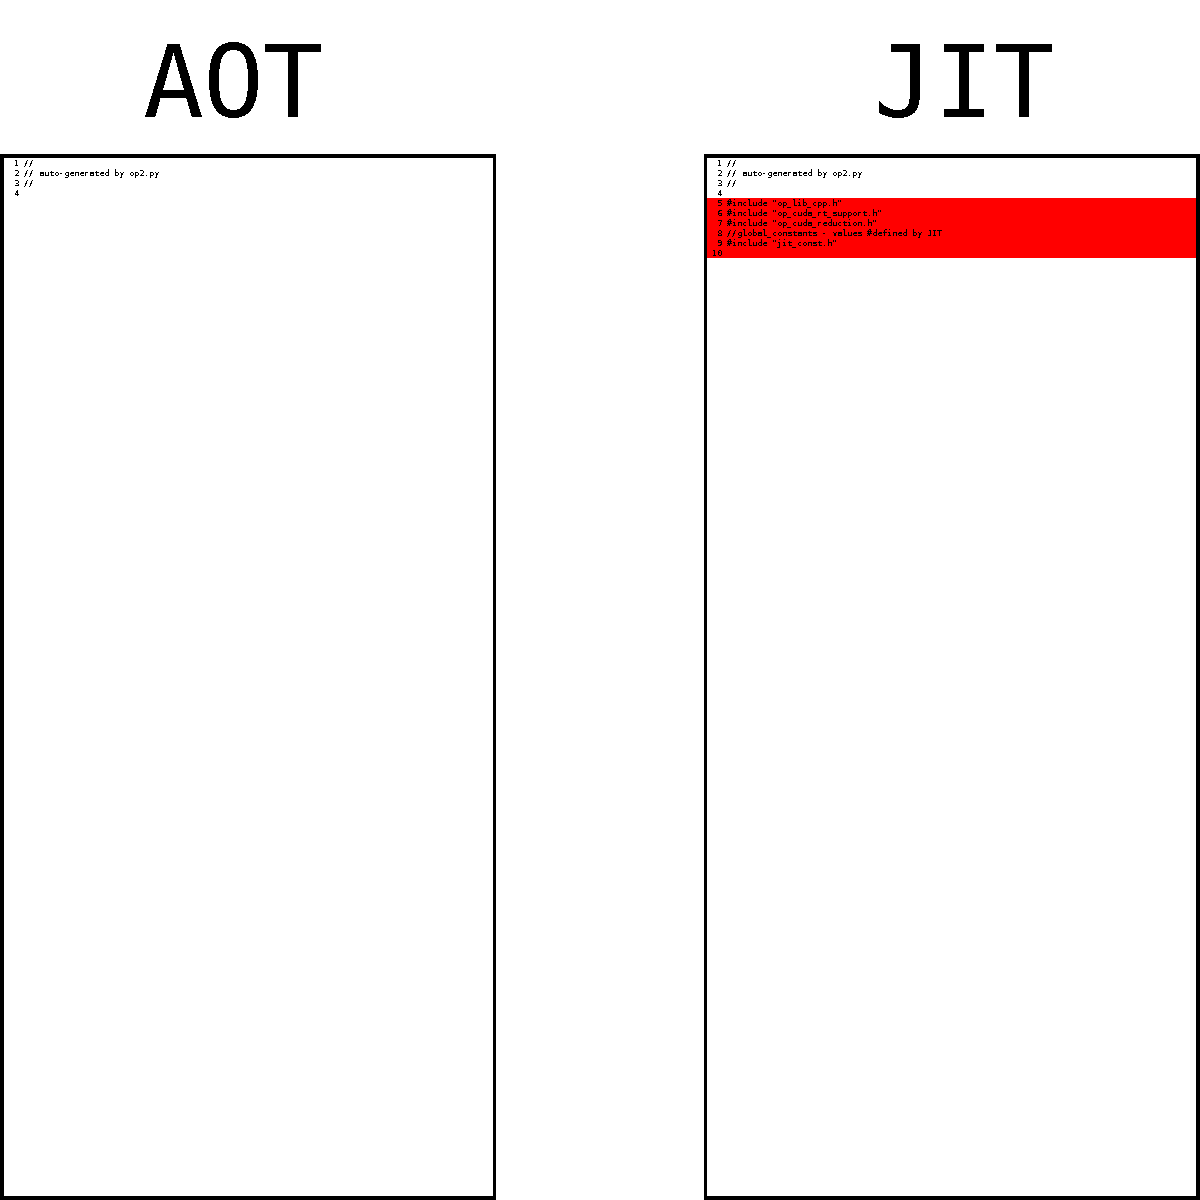 AOT
1 //
2 // auto-generated by op2.py
3 //
4
JIT
1 //
2 // auto-generated by op2.py
3 //
4
5 #include "op_lib_cpp.h"
6 #include "op_cuda_rt_support.h"
7 #include "op_cuda_reduction.h"
8 //global_constants - values #defined by JIT
9 #include "jit_const.h"
10